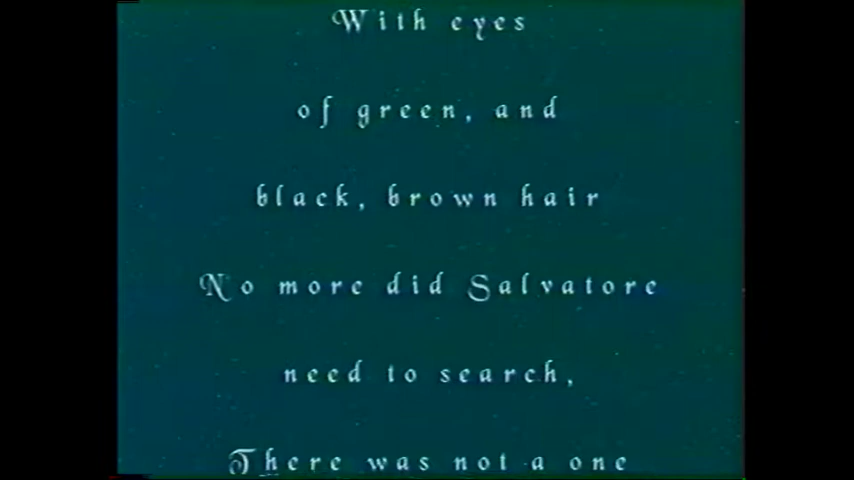 With eyes
of green, and
black, brown hair
No more did Salvatore
need to search,
There was not a one